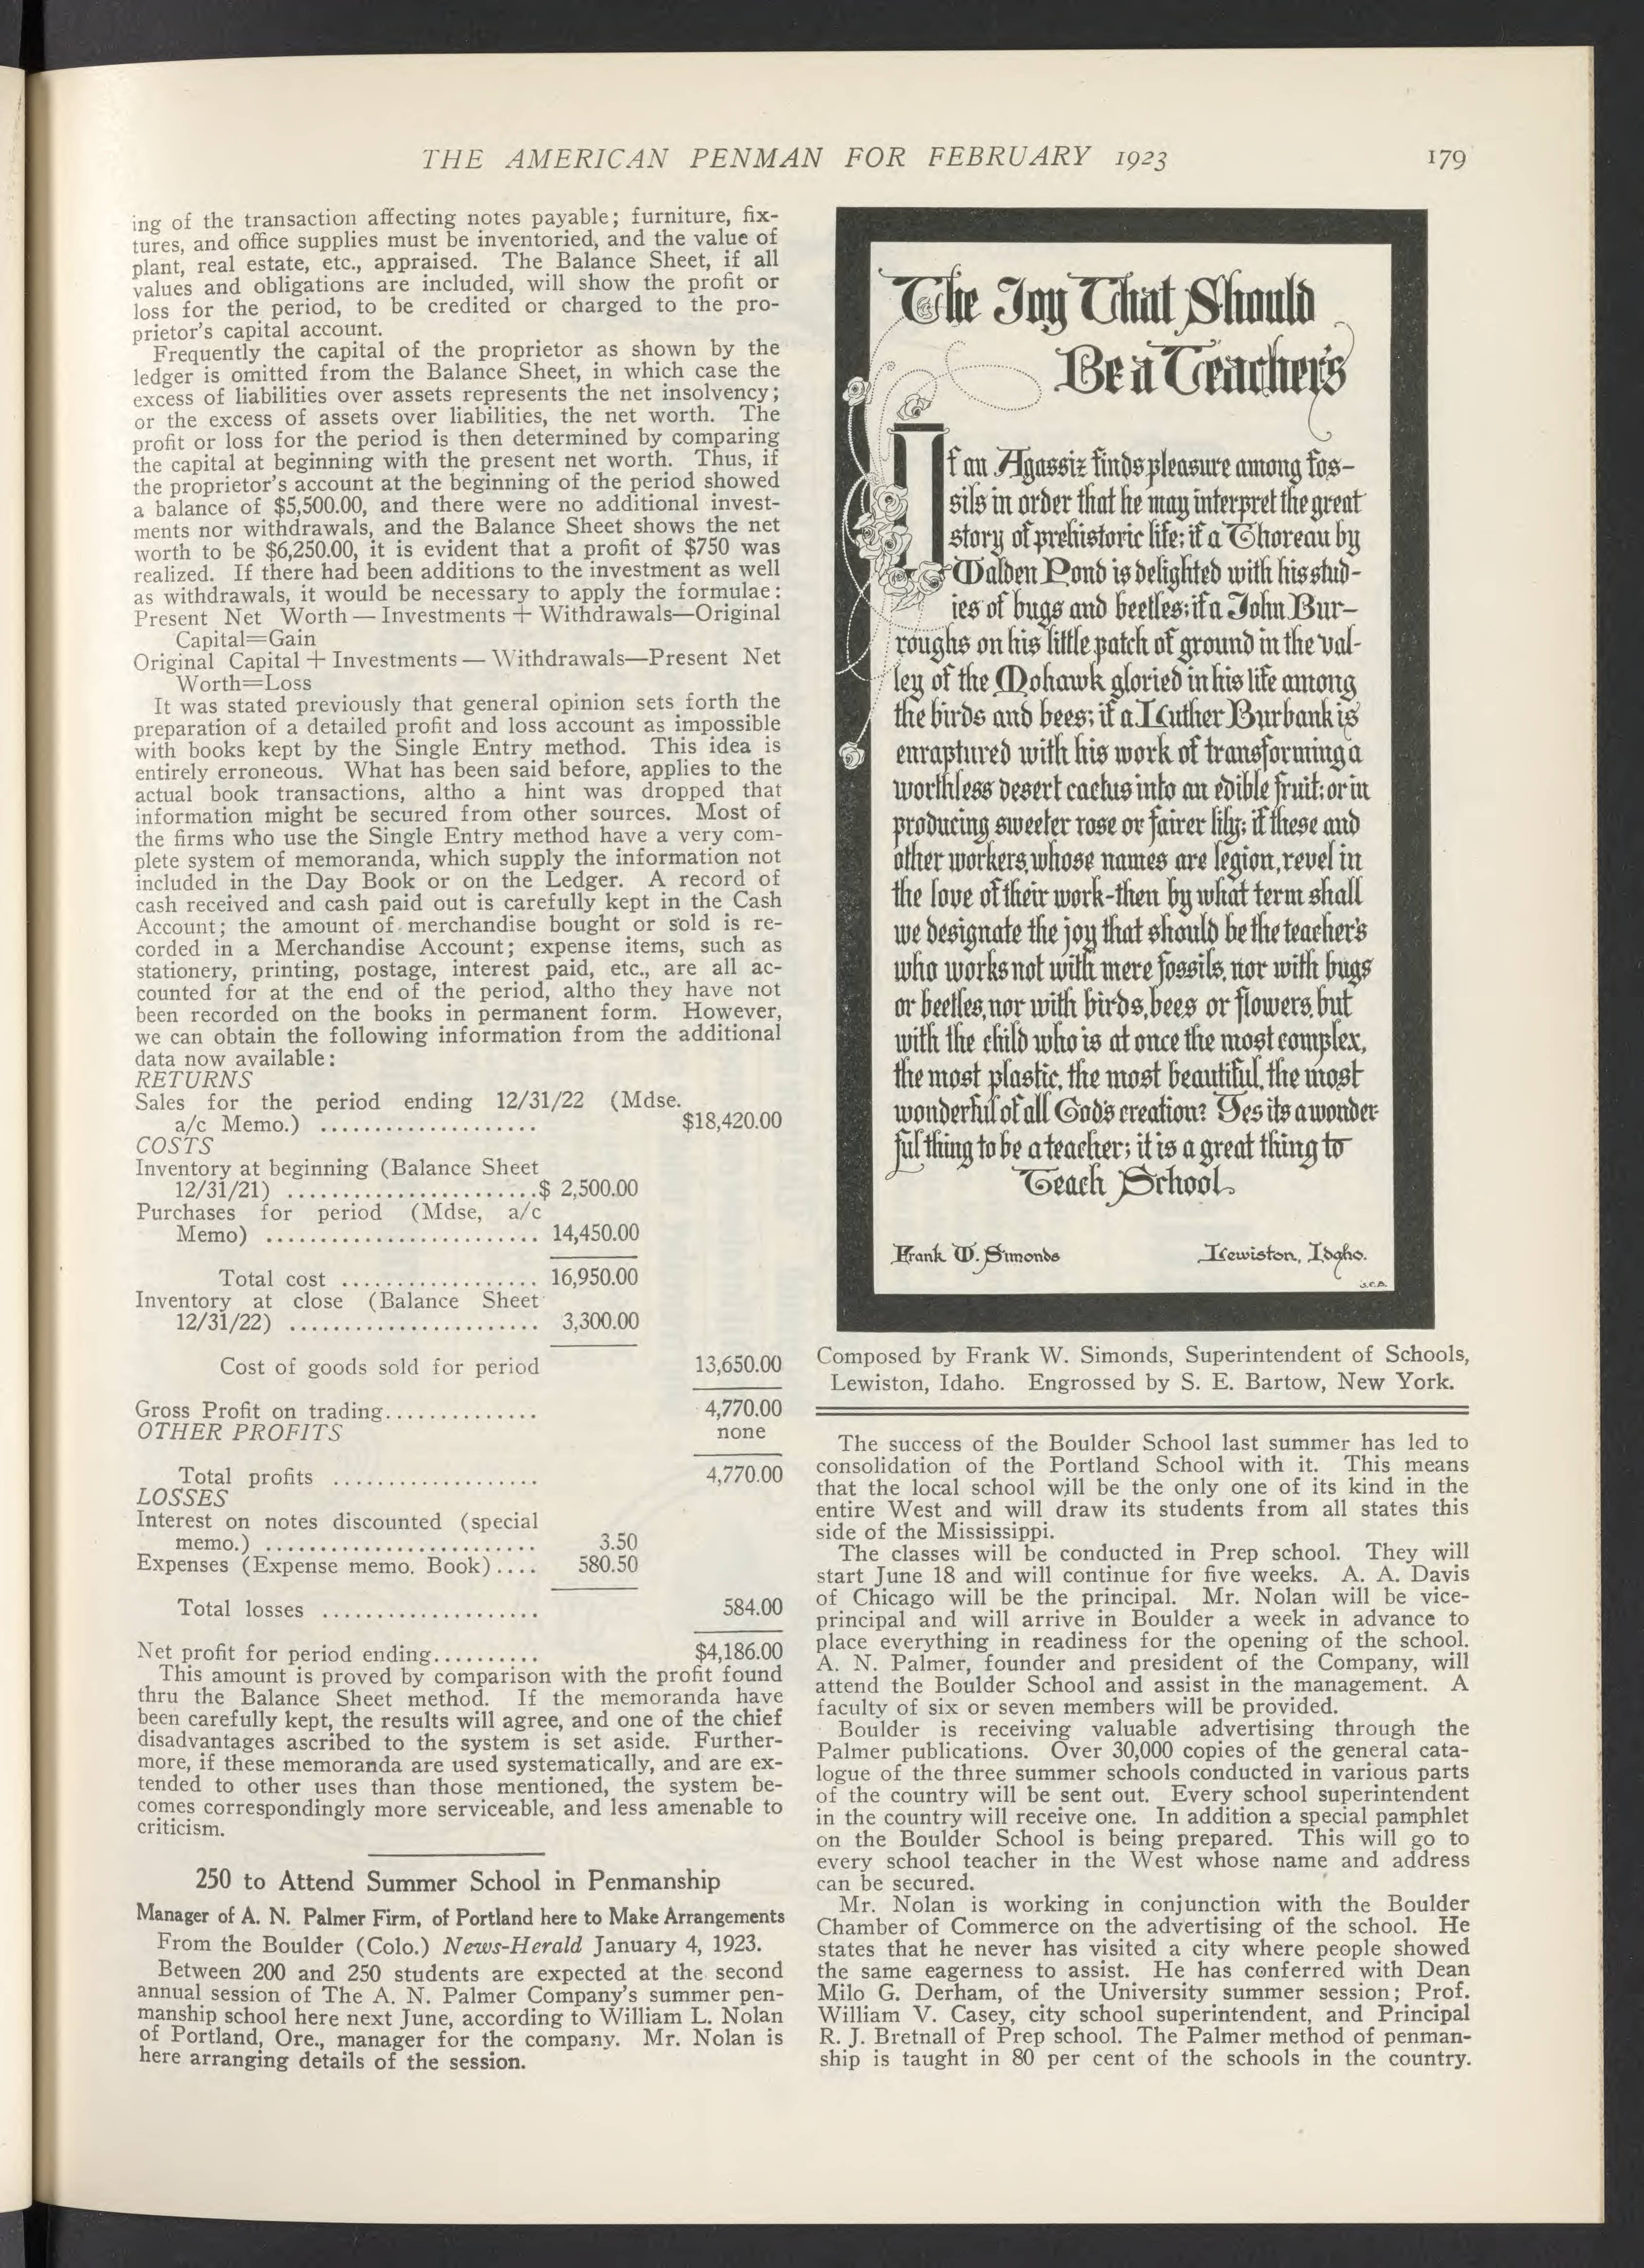 THE AMERICAN PENMAN FOR FEBRUARY 1923 179
ing of the transaction affecting notes payable; furniture, fix-
tures, and office supplies must be inventoried, and the value of
plant, real estate, etc., appraised. The Balance Sheet, if all
values and obligations are included, will show the profit or
loss for the period, to be credited or charged to the pro-
prietor's capital account.
Frequently the capital of the proprietor as shown by the
ledger is omitted from the Balance Sheet, in which case the
excess of liabilities over assets represents the net insolvency;
or the excess of assets over liabilities, the net worth. The
profit or loss for the period is then determined by comparing
the capital at beginning with the present net worth. Thus, if
the proprietor's account at the beginning of the period showed
a balance of $5,500.00, and there were no additional invest-
ments nor withdrawals, and the Balance Sheet shows the net
worth to be $6,250.00, it is evident that a profit of $750 was
realized. If there had been additions to the investment as well
as withdrawals, it would be necessary to apply the formulae:
Present Net Worth — Investments + Withdrawals—Original
Capital=Gain
Original Capital + Investments — Withdrawals—Present Net
Worth=Loss
It was stated previously that general opinion sets forth the
preparation of a detailed profit and loss account as impossible
with books kept by the Single Entry method. This idea is
entirely erroneous. What has been said before, applies to the
actual book transactions, altho a hint was dropped that
information might be secured from other sources. Most of
the firms who use the Single Entry method have a very com-
plete system of memoranda, which supply the information not
included in the Day Book or on the Ledger. A record of
cash received and cash paid out is carefully kept in the Cash
Account; the amount of merchandise bought or sold is re-
corded in a Merchandise Account; expense items, such as
stationery, printing, postage, interest paid, etc., are all ac-
counted for at the end of the period, altho they have not
been recorded on the books in permanent form. However,
we can obtain the following information from the additional
data now available:
RETURNS
Sales for the period ending 12/31/22 (Mdse.
a/c Memo.) .................... $18,420.00
COSTS
Inventory at beginning (Balance Sheet
12/31/21) .......................$ 2,500.00
Purchases for period (Mdse, a/c
Memo) ......................... 14,450.00
Total cost .................. 16,950.00
Inventory at close (Balance Sheet
12/31/22) ....................... 3,300.00
Cost of goods sold for period 13,650.00
Gross Profit on trading.............. 4,770.00
OTHER PROFITS none
Total profits ................... 4,770.00
LOSSES
Interest on notes discounted (special
memo.) ......................... 3.50
Expenses (Expense memo. Book).... 580.50
Total losses .................... 584.00
Net profit for period ending.......... $4,186.00
This amount is proved by comparison with the profit found
thru the Balance Sheet method. If the memoranda have
been carefully kept, the results will agree, and one of the chief
disadvantages ascribed to the system is set aside. Further-
more, if these memoranda are used systematically, and are ex-
tended to other uses than those mentioned, the system be-
comes correspondingly more serviceable, and less amenable to
criticism.
250 to Attend Summer School in Penmanship
Manager of A. N. Palmer Firm, of Portland here to Make Arrangements
From the Boulder (Colo.) News-Herald January 4, 1923.
Between 200 and 250 students are expected at the second
annual session of The A. N. Palmer Company's summer pen-
manship school here next June, according to William L. Nolan
of Portland, Ore., manager for the company. Mr. Nolan is
here arranging details of the session.
The Joy That Should
Be a Teacher's
If an Agassiz finds pleasure among fos-
sils in order that he may interpret the great
story of prehistoric life; if a Thoreau by
Walden Pond is delighted with his stud-
ies of bugs and beetles; if a John Bur-
roughs on his little patch of ground in the val-
ley of the Mohawk gloried in his life among
the birds and bees; if a Luther Burbank is
enraptured with his work of transforming a
worthless desert cactus into an edible fruit; or in
producing sweeter rose or fairer lily; if these and
other workers, whose names are legion, revel in
the love of their work-then by what term shall
we designate the joy that should be the teacher's
who works not with mere fossils, nor with bugs
or beetles, nor with birds, bees or flowers, but
with the child who is at once the most complex,
the most plastic, the most beautiful, the most
wonderful of all God's creation? Yes its a wonder-
ful thing to be a teacher; it is a great thing to
Teach School.
Frank W. Simonds Lewiston, Idaho.
Composed by Frank W. Simonds, Superintendent of Schools,
Lewiston, Idaho. Engrossed by S. E. Bartow, New York.
The success of the Boulder School last summer has led to
consolidation of the Portland School with it. This means
that the local school will be the only one of its kind in the
entire West and will draw its students from all states this
side of the Mississippi.
The classes will be conducted in Prep school. They will
start June 18 and will continue for five weeks. A. A. Davis
of Chicago will be the principal. Mr. Nolan will be vice-
principal and will arrive in Boulder a week in advance to
place everything in readiness for the opening of the school.
A. N. Palmer, founder and president of the Company, will
attend the Boulder School and assist in the management. A
faculty of six or seven members will be provided.
Boulder is receiving valuable advertising through the
Palmer publications. Over 30,000 copies of the general cata-
logue of the three summer schools conducted in various parts
of the country will be sent out. Every school superintendent
in the country will receive one. In addition a special pamphlet
on the Boulder School is being prepared. This will go to
every school teacher in the West whose name and address
can be secured.
Mr. Nolan is working in conjunction with the Boulder
Chamber of Commerce on the advertising of the school. He
states that he never has visited a city where people showed
the same eagerness to assist. He has conferred with Dean
Milo G. Derham, of the University summer session; Prof.
William V. Casey, city school superintendent, and Principal
R. J. Bretnall of Prep school. The Palmer method of penman-
ship is taught in 80 per cent of the schools in the country.